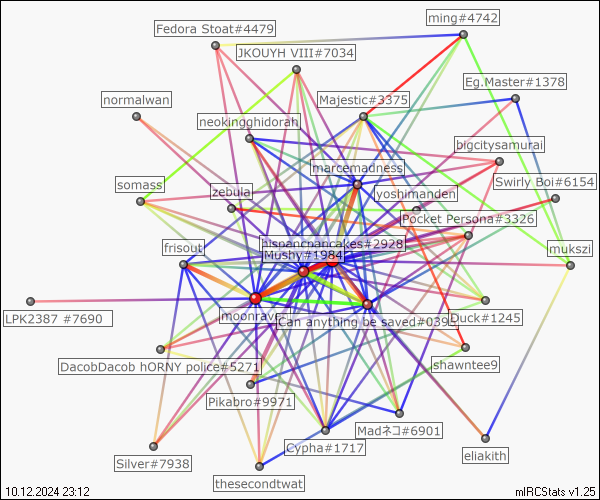 ming#4742
Fedora Stoat#4479
JKOUYH VIII#7034
Eg.Master#1378
normalwan
Majestic#3375
neokingghidorah
bigcitysamurai
marcemadness
Swirly Boi#6154
somass
zebula
yoshimanden
Pocket Persona#3326
frisout
hispanchancakes#2928
mukszi
Mushy#1984
LPK2387 #7690
moonrave
Can anything be saved#0395
Duck#1245
DacobDacob hORNY police#5271
shawntee9
Pikabro#9971
Madネコ#6901
eliakith
Cypha#1717
Silver#7938
thesecondtwat
10.12.2024 23:12
mIRCStats v1.25